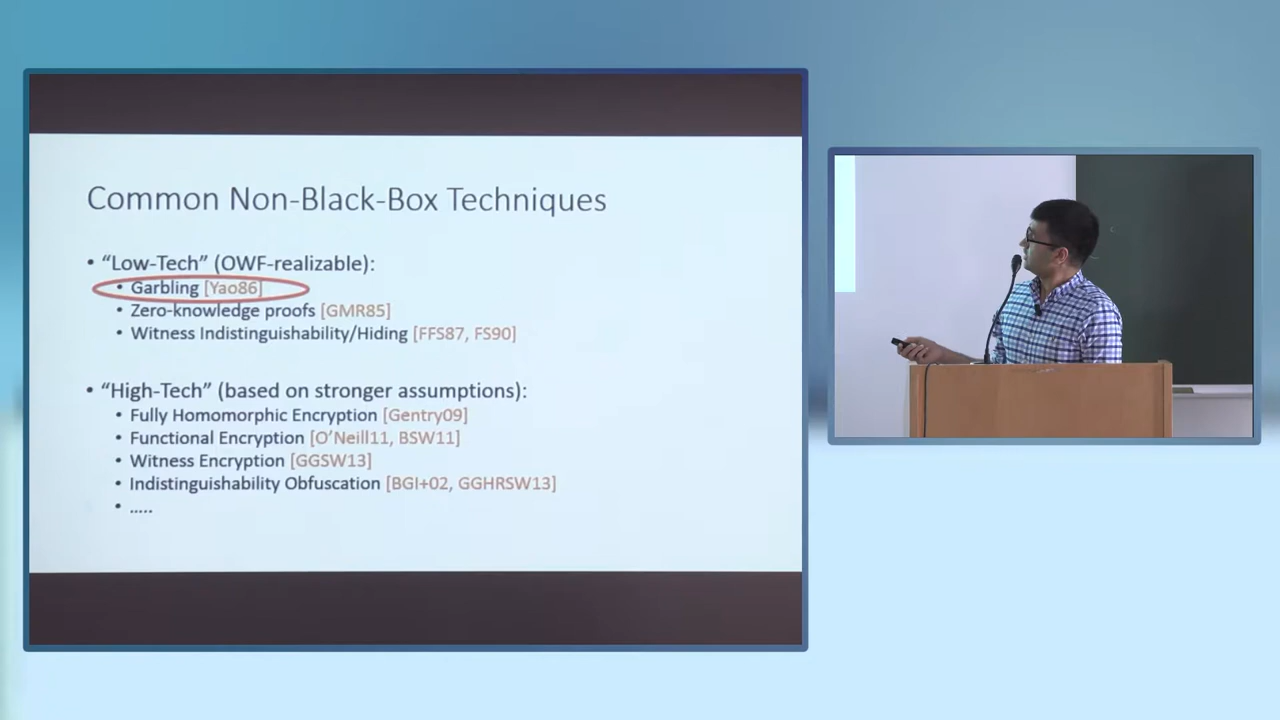 Common Non-Black-Box Techniques
• “Low-Tech” (OWF-realizable):
• Garbling [Yao86]
• Zero-knowledge proofs [GMR85]
• Witness Indistinguishability/Hiding [FFS87, FS90]
• “High-Tech” (based on stronger assumptions):
• Fully Homomorphic Encryption [Gentry09]
• Functional Encryption [O’Neill11, BSW11]
• Witness Encryption [GGSW13]
• Indistinguishability Obfuscation [BGI+02, GGHRSW13]
• .....